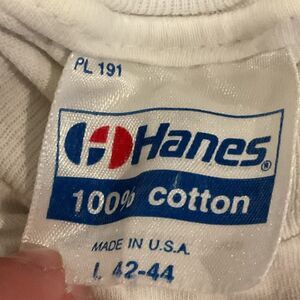 PL 191
Hanes®
100% cotton
MADE IN U.S.A.
L 42-44